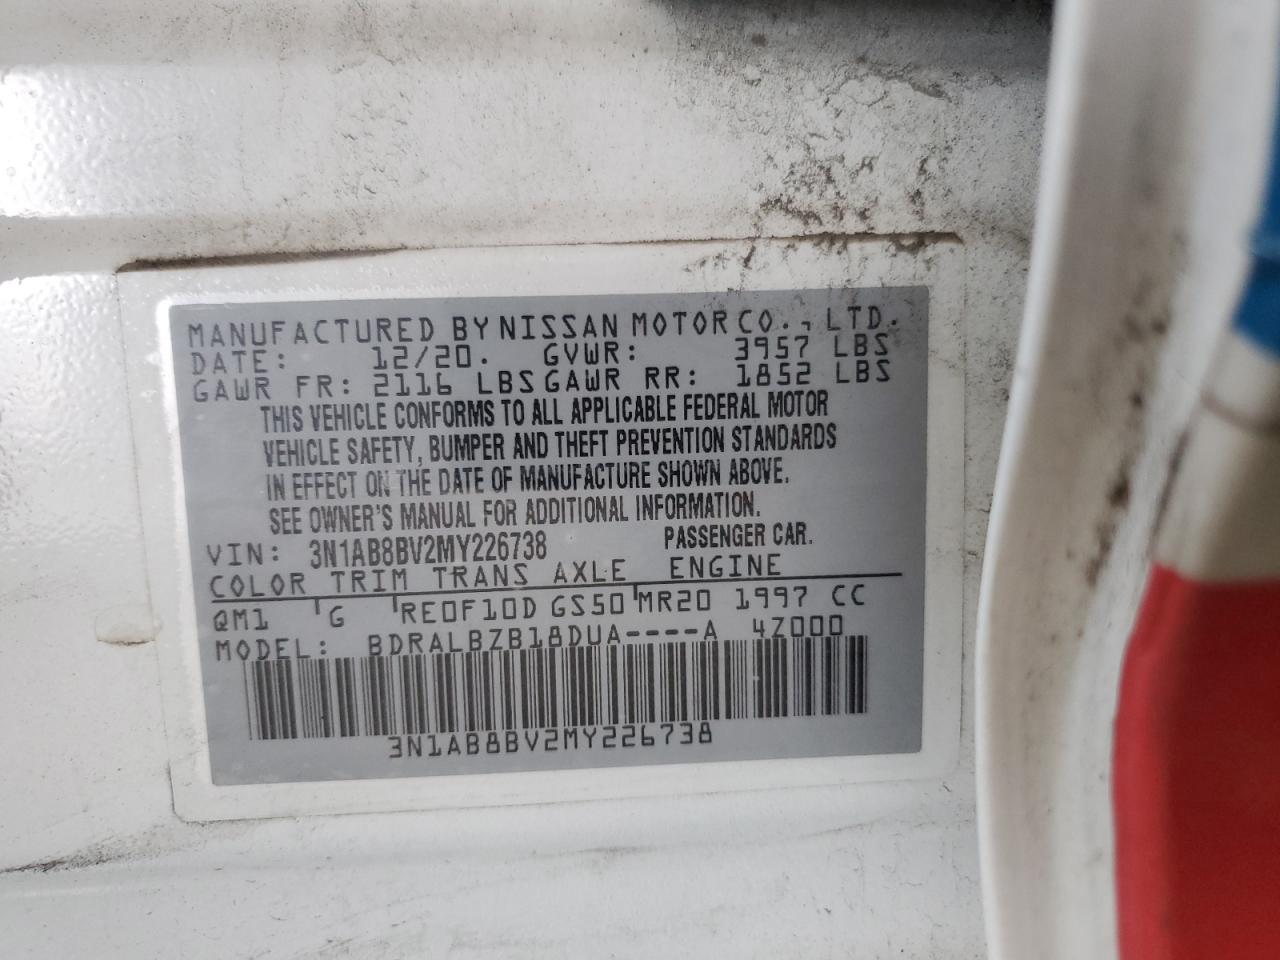 MANUFACTURED BY NISSAN MOTOR CO., LTD.
DATE: 12/20. GVWR: 3957 LBS
GAWR FR: 2116 LBS GAWR RR: 1852 LBS
THIS VEHICLE CONFORMS TO ALL APPLICABLE FEDERAL MOTOR
VEHICLE SAFETY, BUMPER AND THEFT PREVENTION STANDARDS
IN EFFECT ON THE DATE OF MANUFACTURE SHOWN ABOVE.
SEE OWNER'S MANUAL FOR ADDITIONAL INFORMATION.
VIN: 3N1AB8BV2MY226738 PASSENGER CAR.
COLOR TRIM TRANS AXLE ENGINE
QM1 G RE0F10D GS50 MR20 1997 CC
MODEL: BDRALBZB18DUA----A 4Z000
3N1AB8BV2MY226738